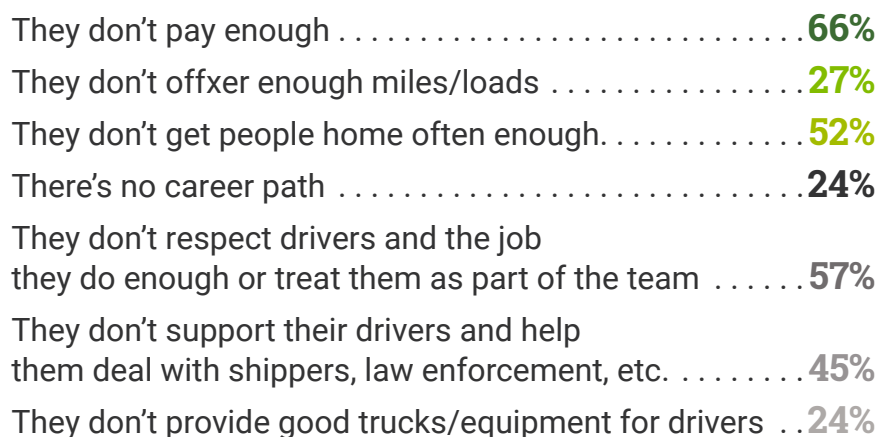 They don’t pay enough . . . . . . . . . . . . . . . . . . . . . . . . . . . . . 66%
They don’t offxer enough miles/loads . . . . . . . . . . . . . . . . 27%
They don’t get people home often enough. . . . . . . . . . . . . 52%
There’s no career path . . . . . . . . . . . . . . . . . . . . . . . . . . . . . 24%
They don’t respect drivers and the job
they do enough or treat them as part of the team . . . . . . 57%
They don’t support their drivers and help
them deal with shippers, law enforcement, etc. . . . . . . . . 45%
They don’t provide good trucks/equipment for drivers . . 24%